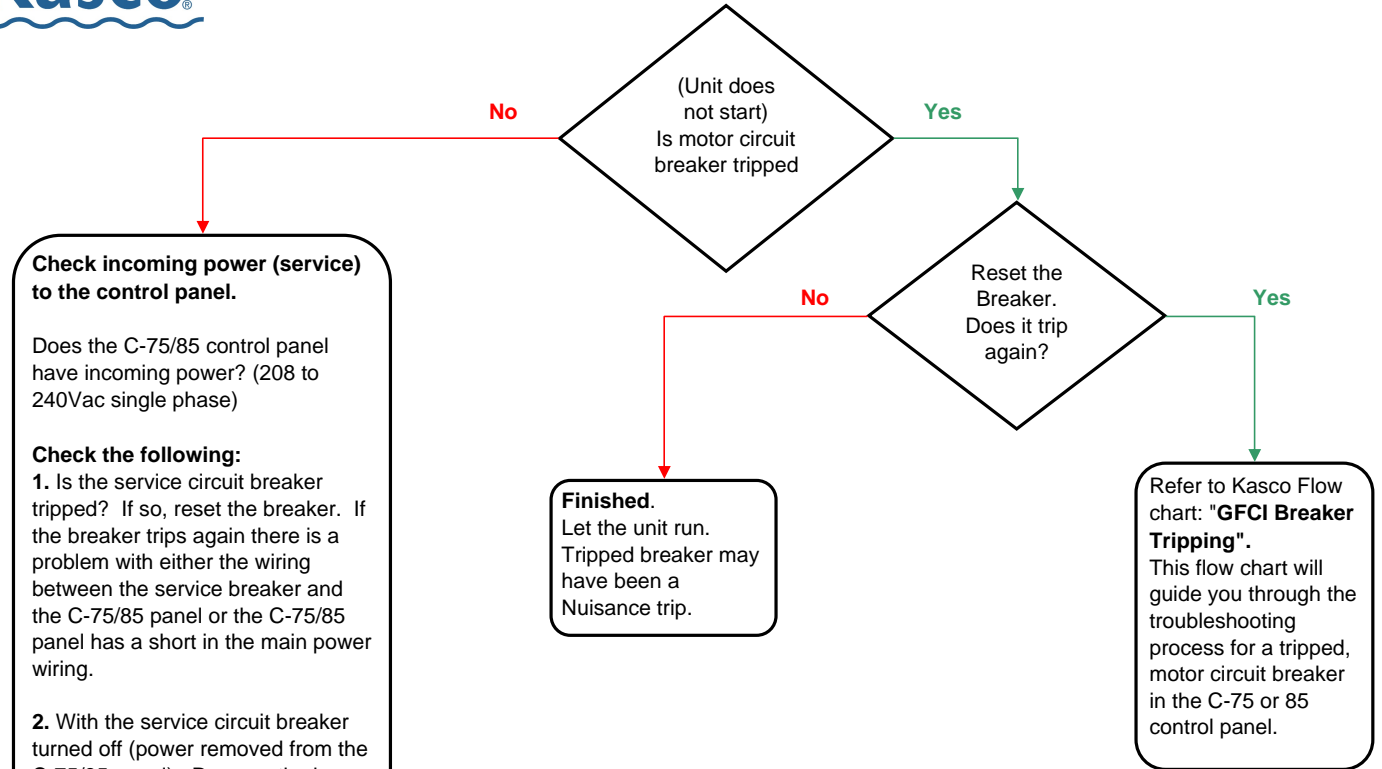 (Unit does
not start)
Is motor circuit
breaker tripped
No
Yes
Check incoming power (service)
to the control panel.
Does the C-75/85 control panel
have incoming power? (208 to
240Vac single phase)
Check the following:
1. Is the service circuit breaker
tripped? If so, reset the breaker. If
the breaker trips again there is a
problem with either the wiring
between the service breaker and
the C-75/85 panel or the C-75/85
panel has a short in the main power
wiring.
2. With the service circuit breaker
turned off (power removed from the
Reset the
Breaker.
Does it trip
again?
No
Yes
Finished.
Let the unit run.
Tripped breaker may
have been a
Nuisance trip.
Refer to Kasco Flow
chart: "GFCI Breaker
Tripping".
This flow chart will
guide you through the
troubleshooting
process for a tripped,
motor circuit breaker
in the C-75 or 85
control panel.